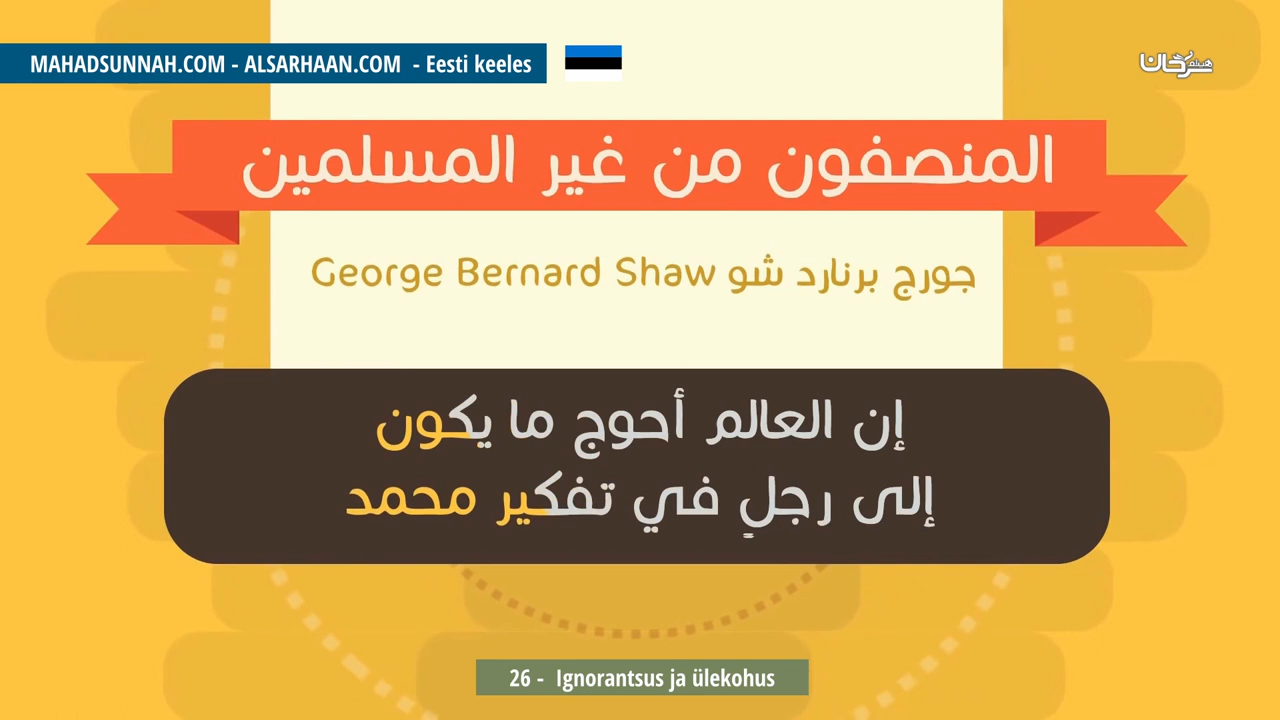 MAHADSUNNAH.COM - ALSARHAAN.COM - Eesti keeles
سرحان
المنصفون من غير المسلمين
جورج برنارد شو George Bernard Shaw
إن العالم أحوج ما يكون
إلى رجلٍ في تفكير محمد
26 - Ignorantsus ja ülekohus